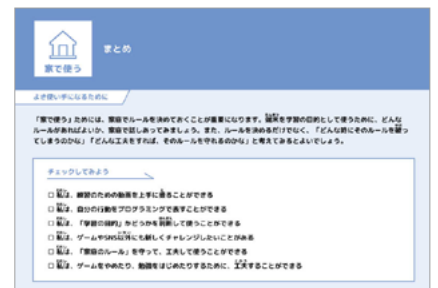 家で使う
まとめ
よき使い手になるために
「家で使う」ためには、家庭でルールを決めておくことが重要になります。端末を学習の目的として使うために、どんな
ルールがあればよいか、家庭で話しあってみましょう。また、ルールを決めるだけでなく、「どんな時にそのルールを破っ
てしまうのかな」「どんな工夫をすれば、そのルールを守れるのかな」と考えてみるとよいでしょう。
チェックしてみよう
□ 私は、練習のための動画を上手に撮ることができる
□ 私は、自分の行動をプログラミングで表すことができる
□ 私は、「学習の目的」かどうかを判断して使うことができる
□ 私は、ゲームやSNS以外にも新しくチャレンジしたいことがある
□ 私は、「家庭のルール」を守って、工夫して使うことができる
□ 私は、ゲームをやめたり、勉強をはじめたりするために、工夫することができる